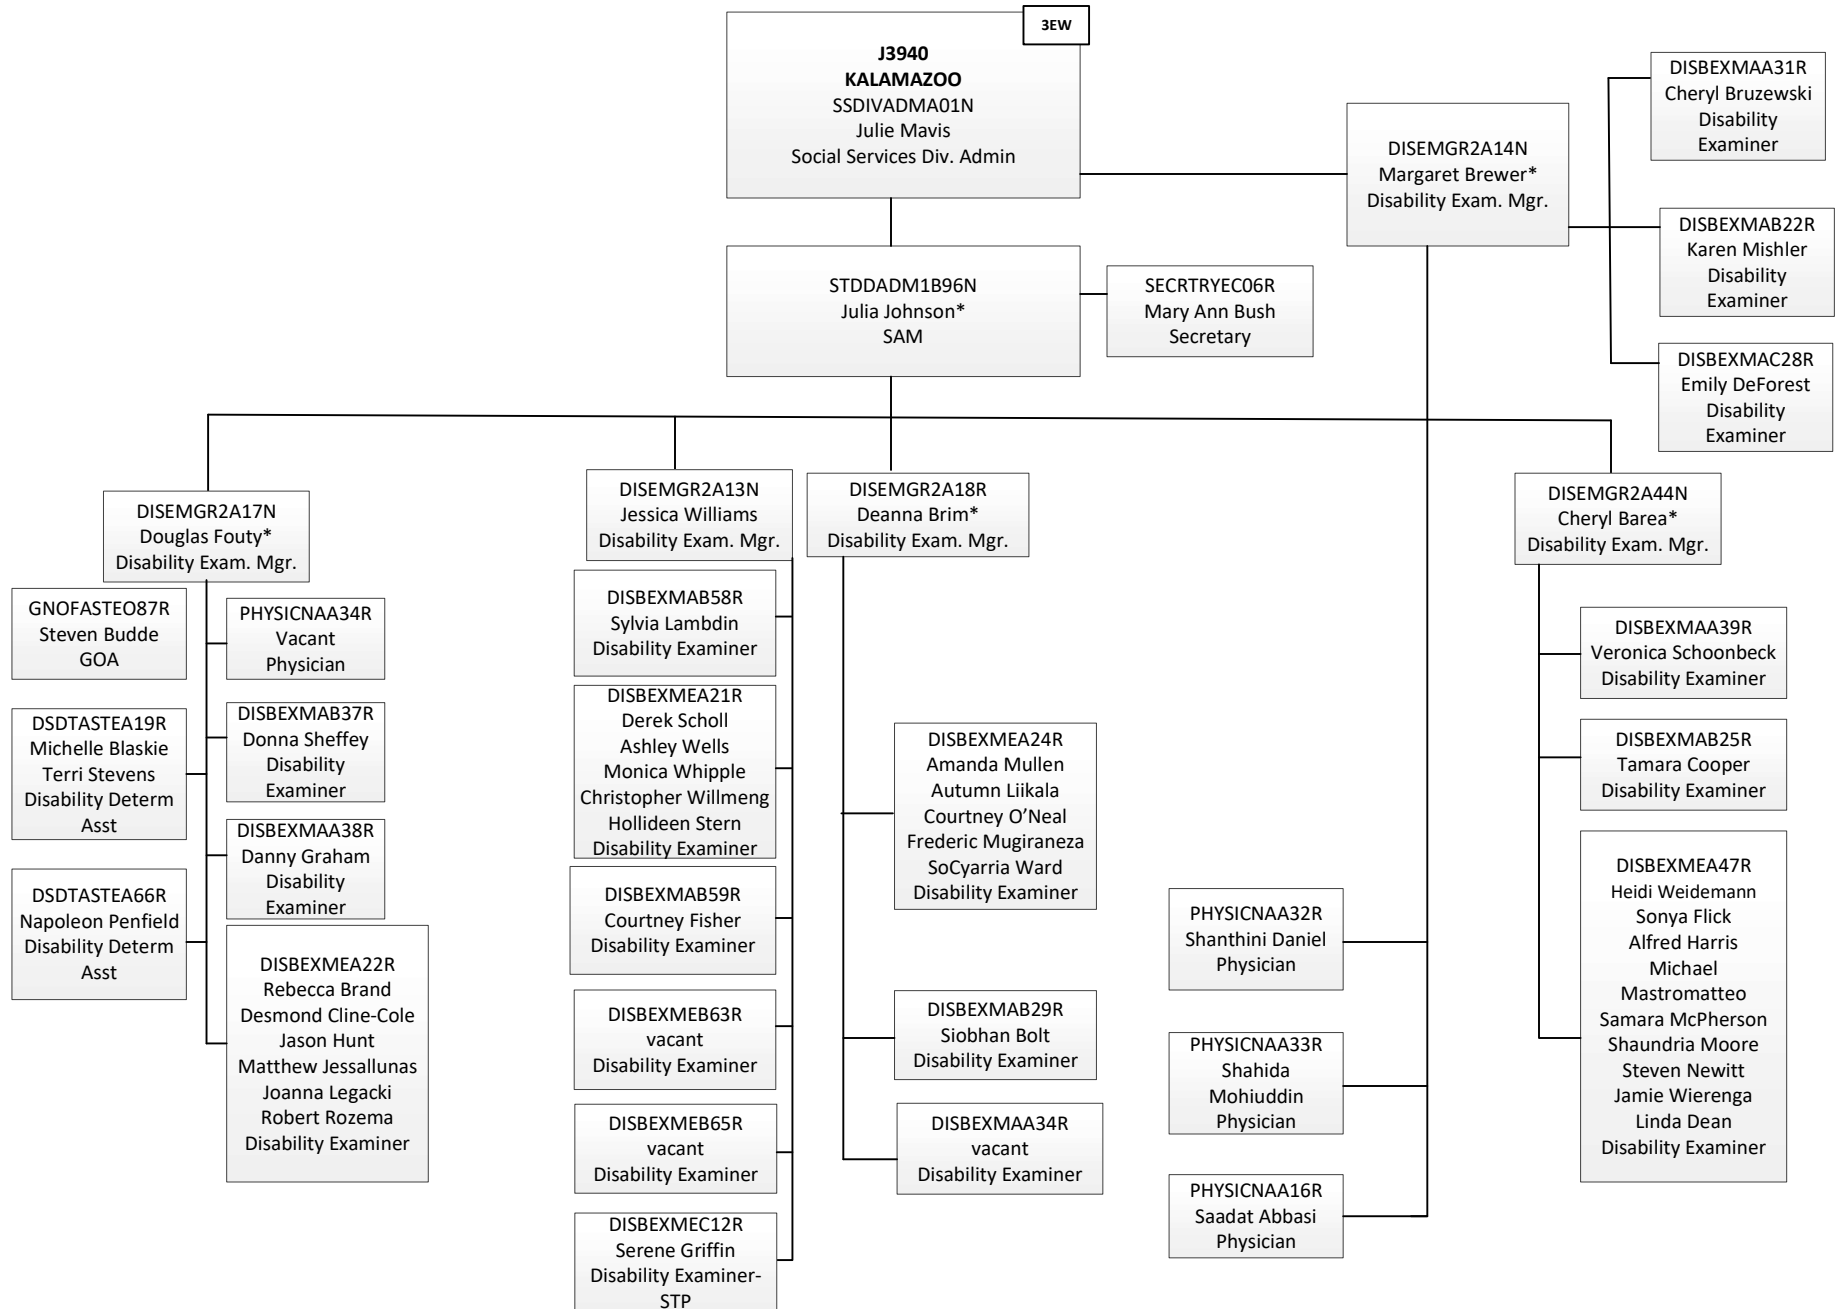 3EW
J3940
KALAMAZOO
SSDIVADMA01N
Julie Mavis
Social Services Div. Admin
DISEMGR2A14N
Margaret Brewer*
Disability Exam. Mgr.
DISBEXMAA31R
Cheryl Bruzewski
Disability
Examiner
DISBEXMAB22R
Karen Mishler
Disability
Examiner
DISBEXMAC28R
Emily DeForest
Disability
Examiner
STDDADM1B96N
Julia Johnson*
SAM
SECRTRYEC06R
Mary Ann Bush
Secretary
DISEMGR2A17N
Douglas Fouty*
Disability Exam. Mgr.
GNOFASTEO87R
Steven Budde
GOA
DSDTASTEA19R
Michelle Blaskie
Terri Stevens
Disability Determ
Asst
DSDTASTEA66R
Napoleon Penfield
Disability Determ
Asst
PHYSICNAA34R
Vacant
Physician
DISBEXMAB37R
Donna Sheffey
Disability
Examiner
DISBEXMAA38R
Danny Graham
Disability
Examiner
DISBEXMEA22R
Rebecca Brand
Desmond Cline-Cole
Jason Hunt
Matthew Jessallunas
Joanna Legacki
Robert Rozema
Disability Examiner
DISEMGR2A13N
Jessica Williams
Disability Exam. Mgr.
DISBEXMAB58R
Sylvia Lambdin
Disability Examiner
DISBEXMEA21R
Derek Scholl
Ashley Wells
Monica Whipple
Christopher Willmeng
Hollideen Stern
Disability Examiner
DISBEXMAB59R
Courtney Fisher
Disability Examiner
DISBEXMEB63R
vacant
Disability Examiner
DISBEXMEB65R
vacant
Disability Examiner
DISBEXMEC12R
Serene Griffin
Disability Examiner-
STP
DISEMGR2A18R
Deanna Brim*
Disability Exam. Mgr.
DISBEXMEA24R
Amanda Mullen
Autumn Liikala
Courtney O’Neal
Frederic Mugiraneza
SoCyarria Ward
Disability Examiner
DISBEXMAB29R
Siobhan Bolt
Disability Examiner
DISBEXMAA34R
vacant
Disability Examiner
PHYSICNAA32R
Shanthini Daniel
Physician
PHYSICNAA33R
Shahida
Mohiuddin
Physician
PHYSICNAA16R
Saadat Abbasi
Physician
DISEMGR2A44N
Cheryl Barea*
Disability Exam. Mgr.
DISBEXMAA39R
Veronica Schoonbeck
Disability Examiner
DISBEXMAB25R
Tamara Cooper
Disability Examiner
DISBEXMEA47R
Heidi Weidemann
Sonya Flick
Alfred Harris
Michael
Mastromatteo
Samara McPherson
Shaundria Moore
Steven Newitt
Jamie Wierenga
Linda Dean
Disability Examiner